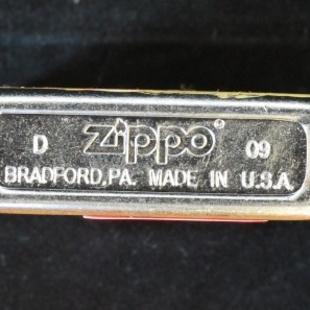 D zippo® 09
BRADFORD,PA. MADE IN U.S.A.